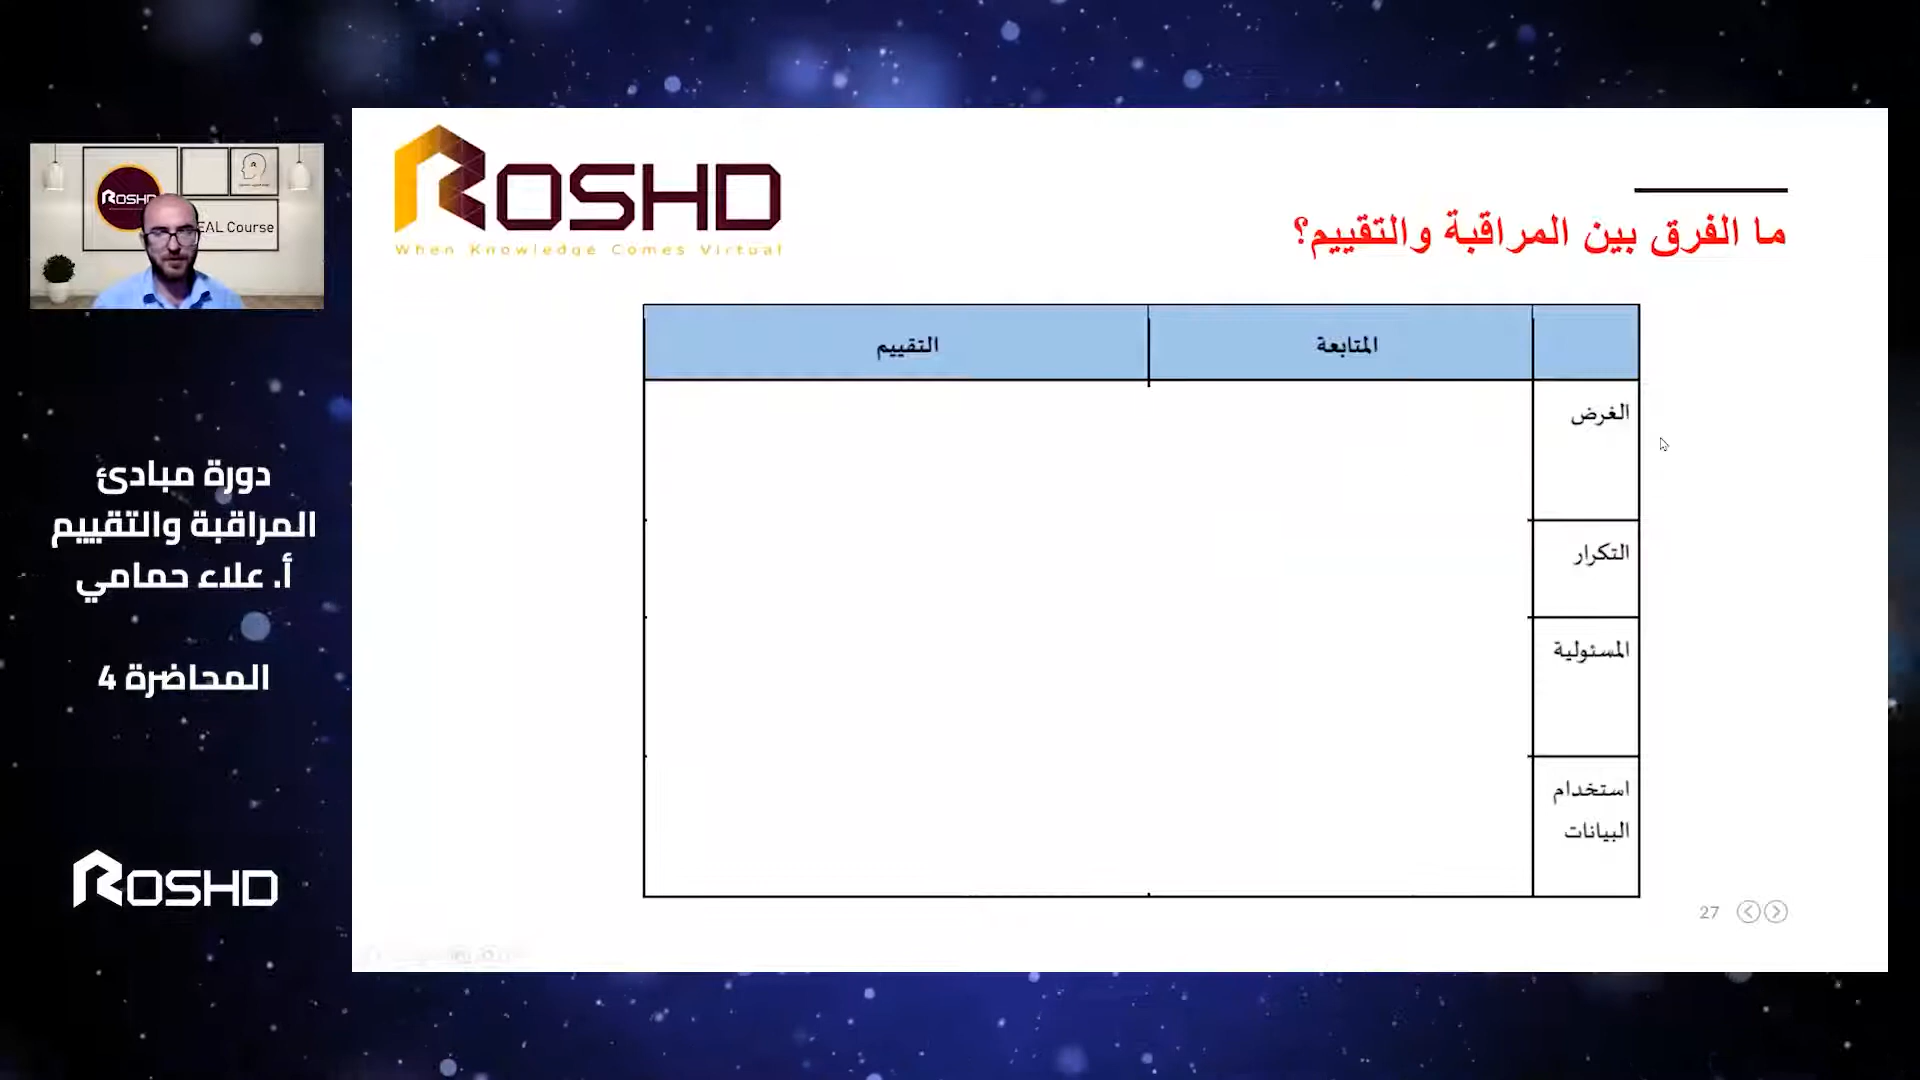 ROSHD
EAL Course
دورة مبادئ
المراقبة والتقييم
أ. علاء حمامي
المحاضرة 4
ROSHD
ROSHD
When Knowledge Comes Virtual
ما الفرق بين المراقبة والتقييم؟
المتابعة
التقييم
الغرض
التكرار
المسئولية
استخدام
البيانات
27